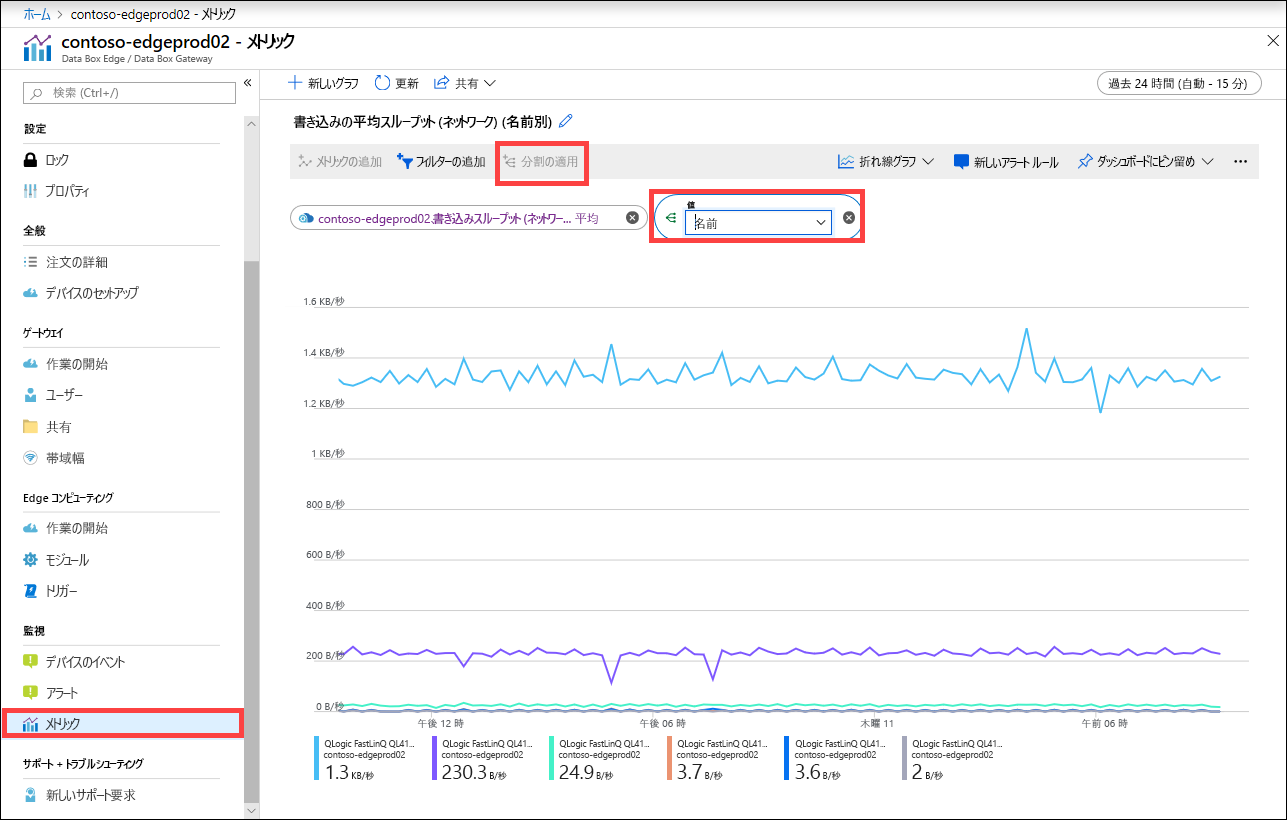 ホーム > contoso-edgeprod02 - メトリック
contoso-edgeprod02 - メトリック
Data Box Edge / Data Box Gateway
検索 (Ctrl+/)
設定
ロック
プロパティ
全般
注文の詳細
デバイスのセットアップ
ゲートウェイ
作業の開始
ユーザー
共有
帯域幅
Edge コンピューティング
作業の開始
モジュール
トリガー
監視
デバイスのイベント
アラート
メトリック
サポート + トラブルシューティング
新しいサポート要求
新しいグラフ 更新 共有
過去 24 時間 (自動 - 15 分)
書き込みの平均スループット (ネットワーク) (名前別)
メトリックの追加 フィルターの追加 分割の適用 折れ線グラフ 新しいアラート ルール ダッシュボードにピン留め ...
contoso-edgeprod02,書き込みスループット (ネットワー... 平均
値
名前
1.6 KB/秒
1.4 KB/秒
1.2 KB/秒
1 KB/秒
800 B/秒
600 B/秒
400 B/秒
200 B/秒
0 B/秒
午後 12 時 午後 06 時 木曜 11 午前 06 時
QLogic FastLinQ QL41... QLogic FastLinQ QL41... QLogic FastLinQ QL41... QLogic FastLinQ QL41... QLogic FastLinQ QL41... QLogic FastLinQ QL41...
contoso-edgeprod02 contoso-edgeprod02 contoso-edgeprod02 contoso-edgeprod02 contoso-edgeprod02 contoso-edgeprod02
1.3 KB/秒 230.3 B/秒 24.9 B/秒 3.7 B/秒 3.6 B/秒 2 B/秒